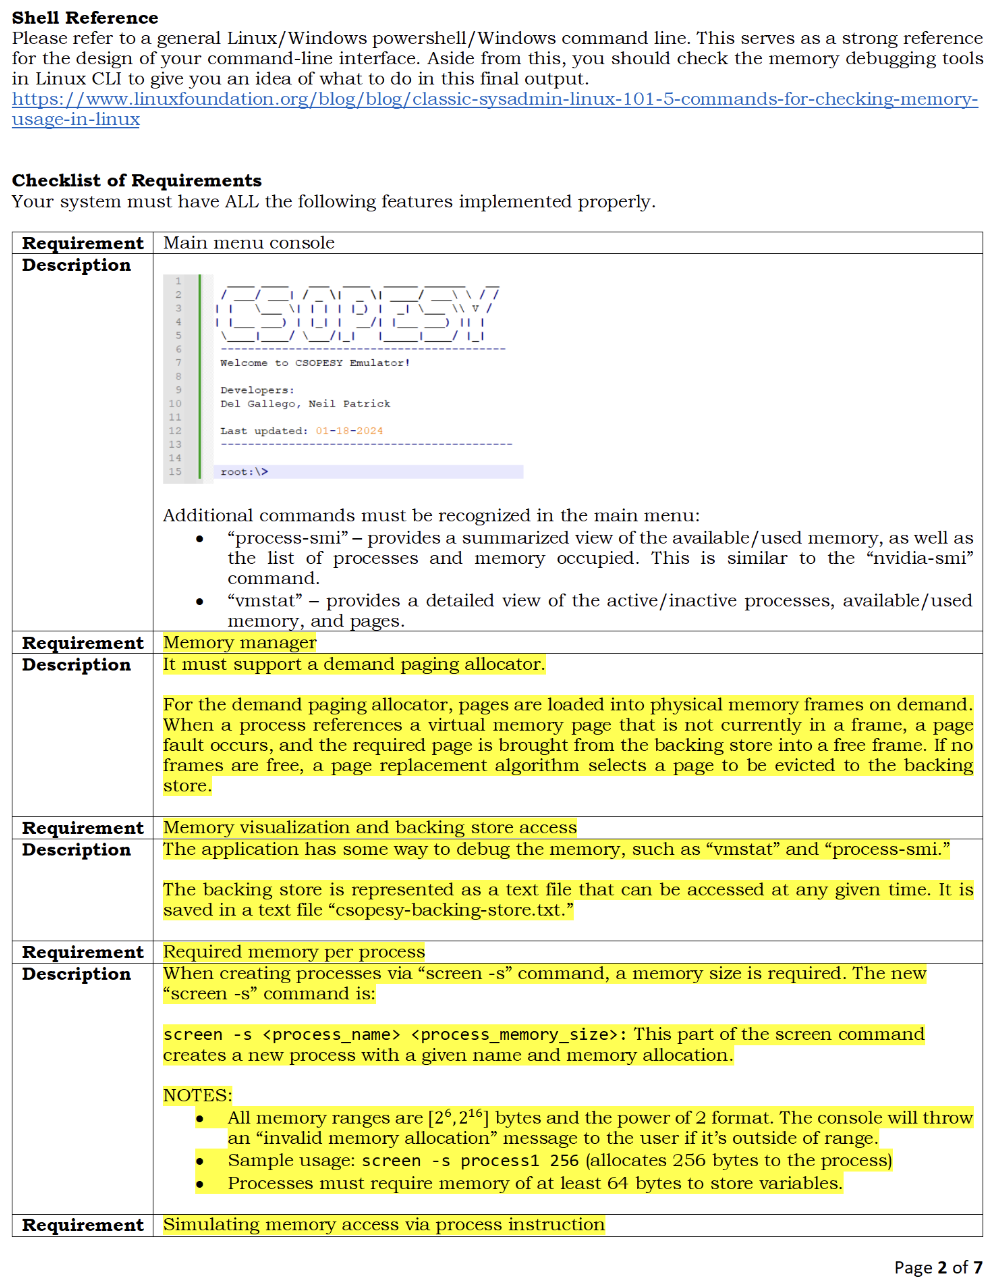 Shell Reference
Please refer to a general Linux/Windows powershell/Windows command line. This serves as a strong reference
for the design of your command-line interface. Aside from this, you should check the memory debugging tools
in Linux CLI to give you an idea of what to do in this final output.
https://www.linuxfoundation.org/blog/blog/classic-sysadmin-linux-101-5-commands-for-checking-memory-
usage-in-linux
Checklist of Requirements
Your system must have ALL the following features implemented properly.
Requirement Main menu console
Description
1
2
3
4
5
CSOPESY
6 --------------------------------------------------
7 Welcome to CSOPESY Emulator!
8
9 Developers:
10 Del Gallego, Neil Patrick
11
12 Last updated: 01-18-2024
13 --------------------------------------------------
14
15 root:\>
Additional commands must be recognized in the main menu:
• “process-smi” – provides a summarized view of the available/used memory, as well as
the list of processes and memory occupied. This is similar to the “nvidia-smi”
command.
• “vmstat” – provides a detailed view of the active/inactive processes, available/used
memory, and pages.
Requirement Memory manager
Description It must support a demand paging allocator.
For the demand paging allocator, pages are loaded into physical memory frames on demand.
When a process references a virtual memory page that is not currently in a frame, a page
fault occurs, and the required page is brought from the backing store into a free frame. If no
frames are free, a page replacement algorithm selects a page to be evicted to the backing
store.
Requirement Memory visualization and backing store access
Description The application has some way to debug the memory, such as “vmstat” and “process-smi.”
The backing store is represented as a text file that can be accessed at any given time. It is
saved in a text file “csopesy-backing-store.txt.”
Requirement Required memory per process
Description When creating processes via “screen -s” command, a memory size is required. The new
“screen -s” command is:
screen -s <process_name> <process_memory_size>: This part of the screen command
creates a new process with a given name and memory allocation.
NOTES:
• All memory ranges are [2⁶,2¹⁶] bytes and the power of 2 format. The console will throw
an “invalid memory allocation” message to the user if it’s outside of range.
• Sample usage: screen -s process1 256 (allocates 256 bytes to the process)
• Processes must require memory of at least 64 bytes to store variables.
Requirement Simulating memory access via process instruction
Page 2 of 7